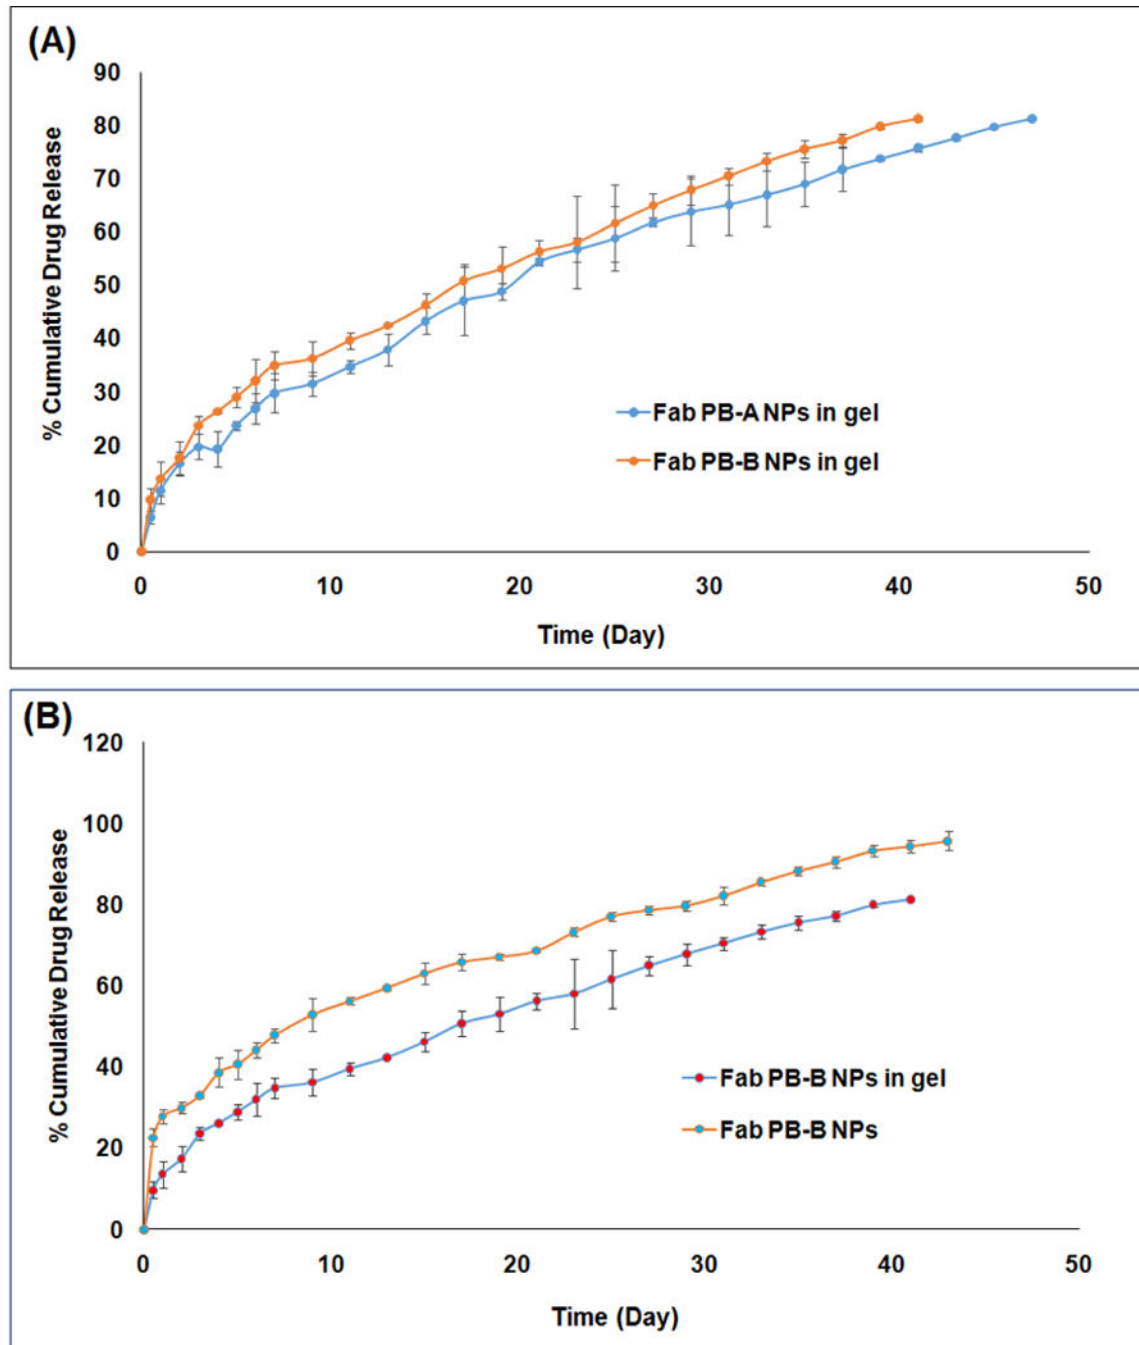 (A)
90
80
70
60
50
40
30
20
10
0
% Cumulative Drug Release
Fab PB-A NPs in gel
Fab PB-B NPs in gel
0 10 20 30 40 50
Time (Day)
(B)
120
100
80
60
40
20
0
% Cumulative Drug Release
Fab PB-B NPs in gel
Fab PB-B NPs
0 10 20 30 40 50
Time (Day)